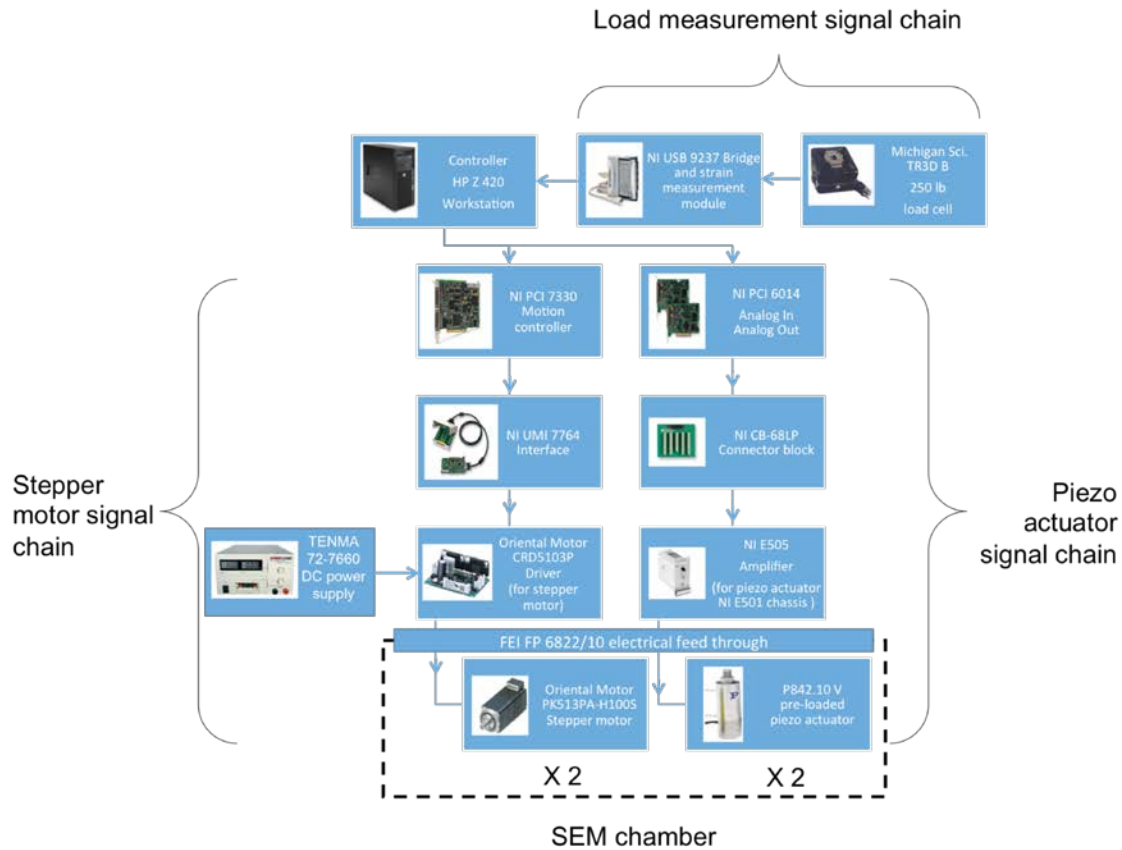 Load measurement signal chain
Controller
HP Z 420
Workstation
NI USB 9237 Bridge
and strain
measurement
module
Michigan Sci.
TR3D B
250 lb
load cell
NI PCI 7330
Motion
controller
NI PCI 6014
Analog In
Analog Out
NI UMI 7764
Interface
NI CB-68LP
Connector block
Stepper
motor signal
chain
Piezo
actuator
signal chain
TENMA
72-7660
DC power
supply
Oriental Motor
CRD5103P
Driver
(for stepper
motor)
NI E505
Amplifier
(for piezo actuator
NI E501 chassis )
FEI FP 6822/10 electrical feed through
Oriental Motor
PK513PA-H100S
Stepper motor
P842.10 V
pre-loaded
piezo actuator
X 2
X 2
SEM chamber